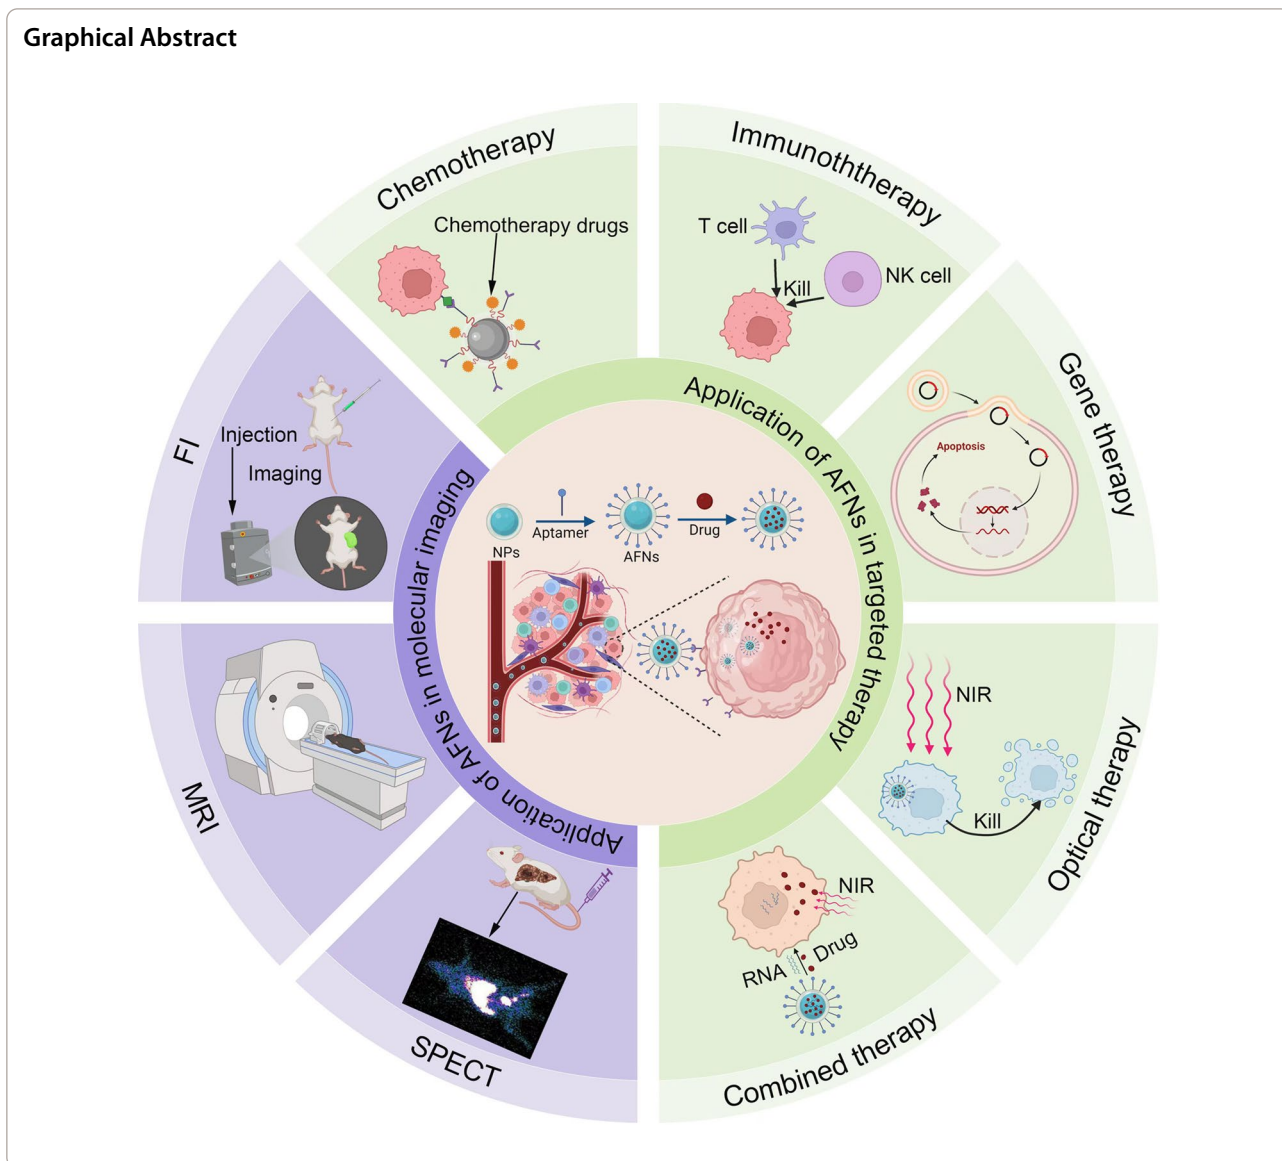 Graphical Abstract
Chemotherapy
Chemotherapy drugs
Immunoththerapy
T cell
NK cell
Kill
Gene therapy
Apoptosis
Optical therapy
NIR
Kill
Combined therapy
NIR
Drug
RNA
SPECT
MRI
FI
Injection
Imaging
Application of AFNs in targeted therapy
Application of AFNs in molecular imaging
NPs
Aptamer
AFNs
Drug